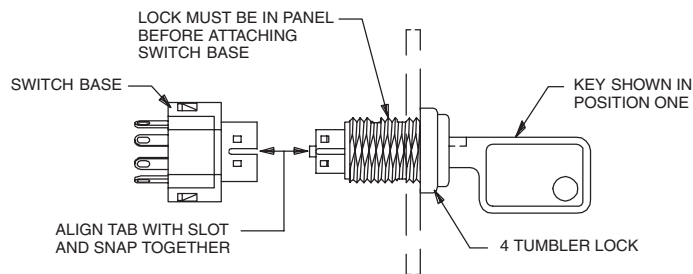 LOCK MUST BE IN PANEL
BEFORE ATTACHING
SWITCH BASE
SWITCH BASE
KEY SHOWN IN
POSITION ONE
ALIGN TAB WITH SLOT
AND SNAP TOGETHER
4 TUMBLER LOCK